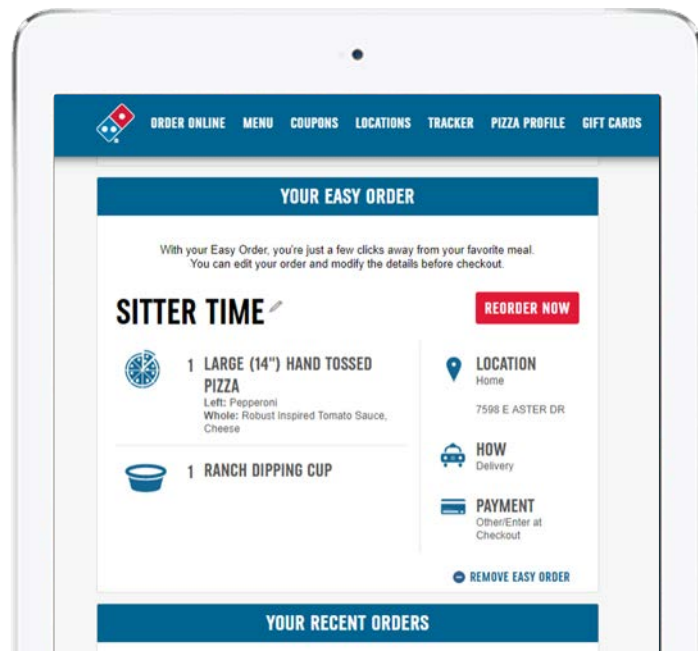 ORDER ONLINE MENU COUPONS LOCATIONS TRACKER PIZZA PROFILE GIFT CARDS
YOUR EASY ORDER
With your Easy Order, you're just a few clicks away from your favorite meal.
You can edit your order and modify the details before checkout.
SITTER TIME
REORDER NOW
1 LARGE (14") HAND TOSSED
PIZZA
Left: Pepperoni
Whole: Robust Inspired Tomato Sauce,
Cheese
1 RANCH DIPPING CUP
LOCATION
Home
7598 E ASTER DR
HOW
Delivery
PAYMENT
Other/Enter at
Checkout
REMOVE EASY ORDER
YOUR RECENT ORDERS